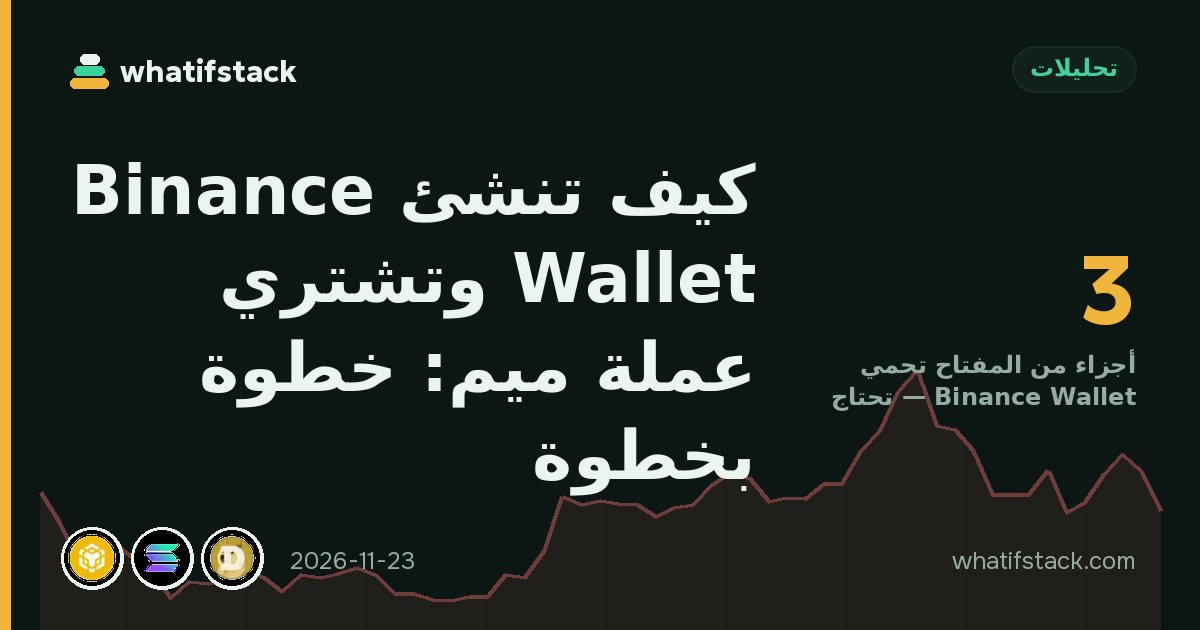 whatifstack
تحليلات
كيف تنشئ Binance
Wallet وتشتري
عملة ميم: خطوة
بخطوة
3
أجزاء من المفتاح تحمي
Binance Wallet — تحتاج
2026-11-23
whatifstack.com